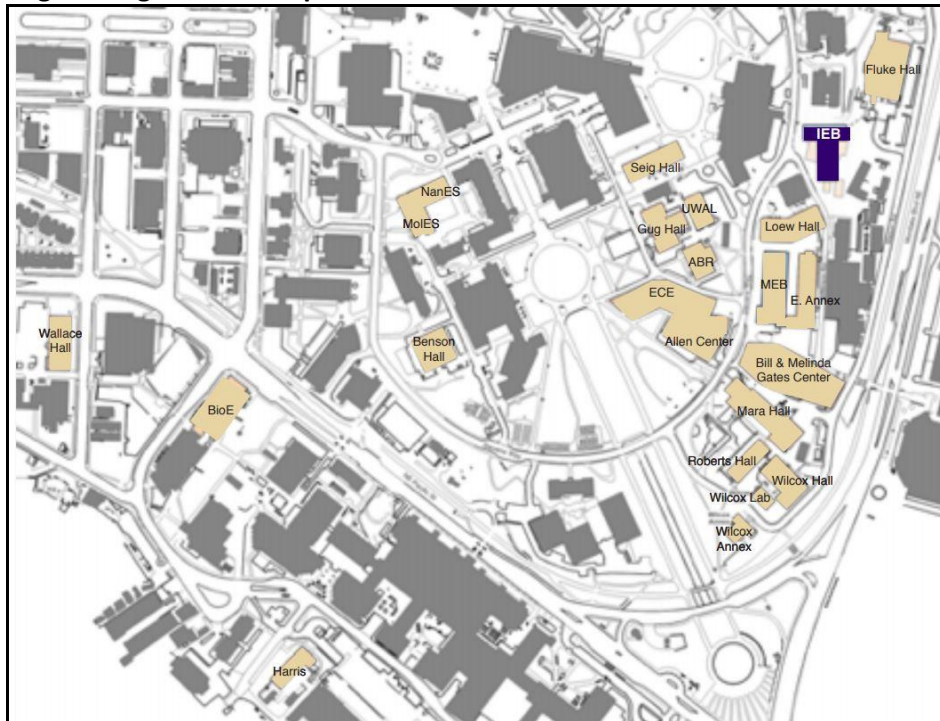 Fluke Hall
IEB
Seig Hall
NanES
UWAL
MolES
Gug Hall
Loew Hall
ABR
MEB
ECE
E. Annex
Wallace
Hall
Benson
Hall
Allen Center
Bill & Melinda
Gates Center
BioE
Mara Hall
Roberts Hall
Wilcox Hall
Wilcox Lab
Wilcox
Annex
Harris